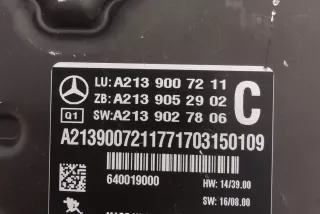 LU: A213 900 72 11
ZB: A213 905 29 02
Q1 SW: A213 902 78 06
C
A2139007211771703150109
640019000
HW: 14/39.00
SW: 16/08.00